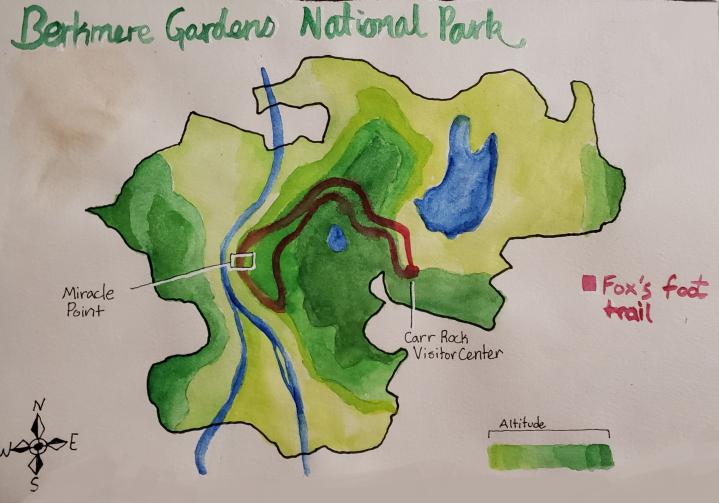 Berkmere Gardens National Park
Miracle
Point
Carr Rock
Visitor Center
Fox's foot
trail
N
W
E
S
Altitude